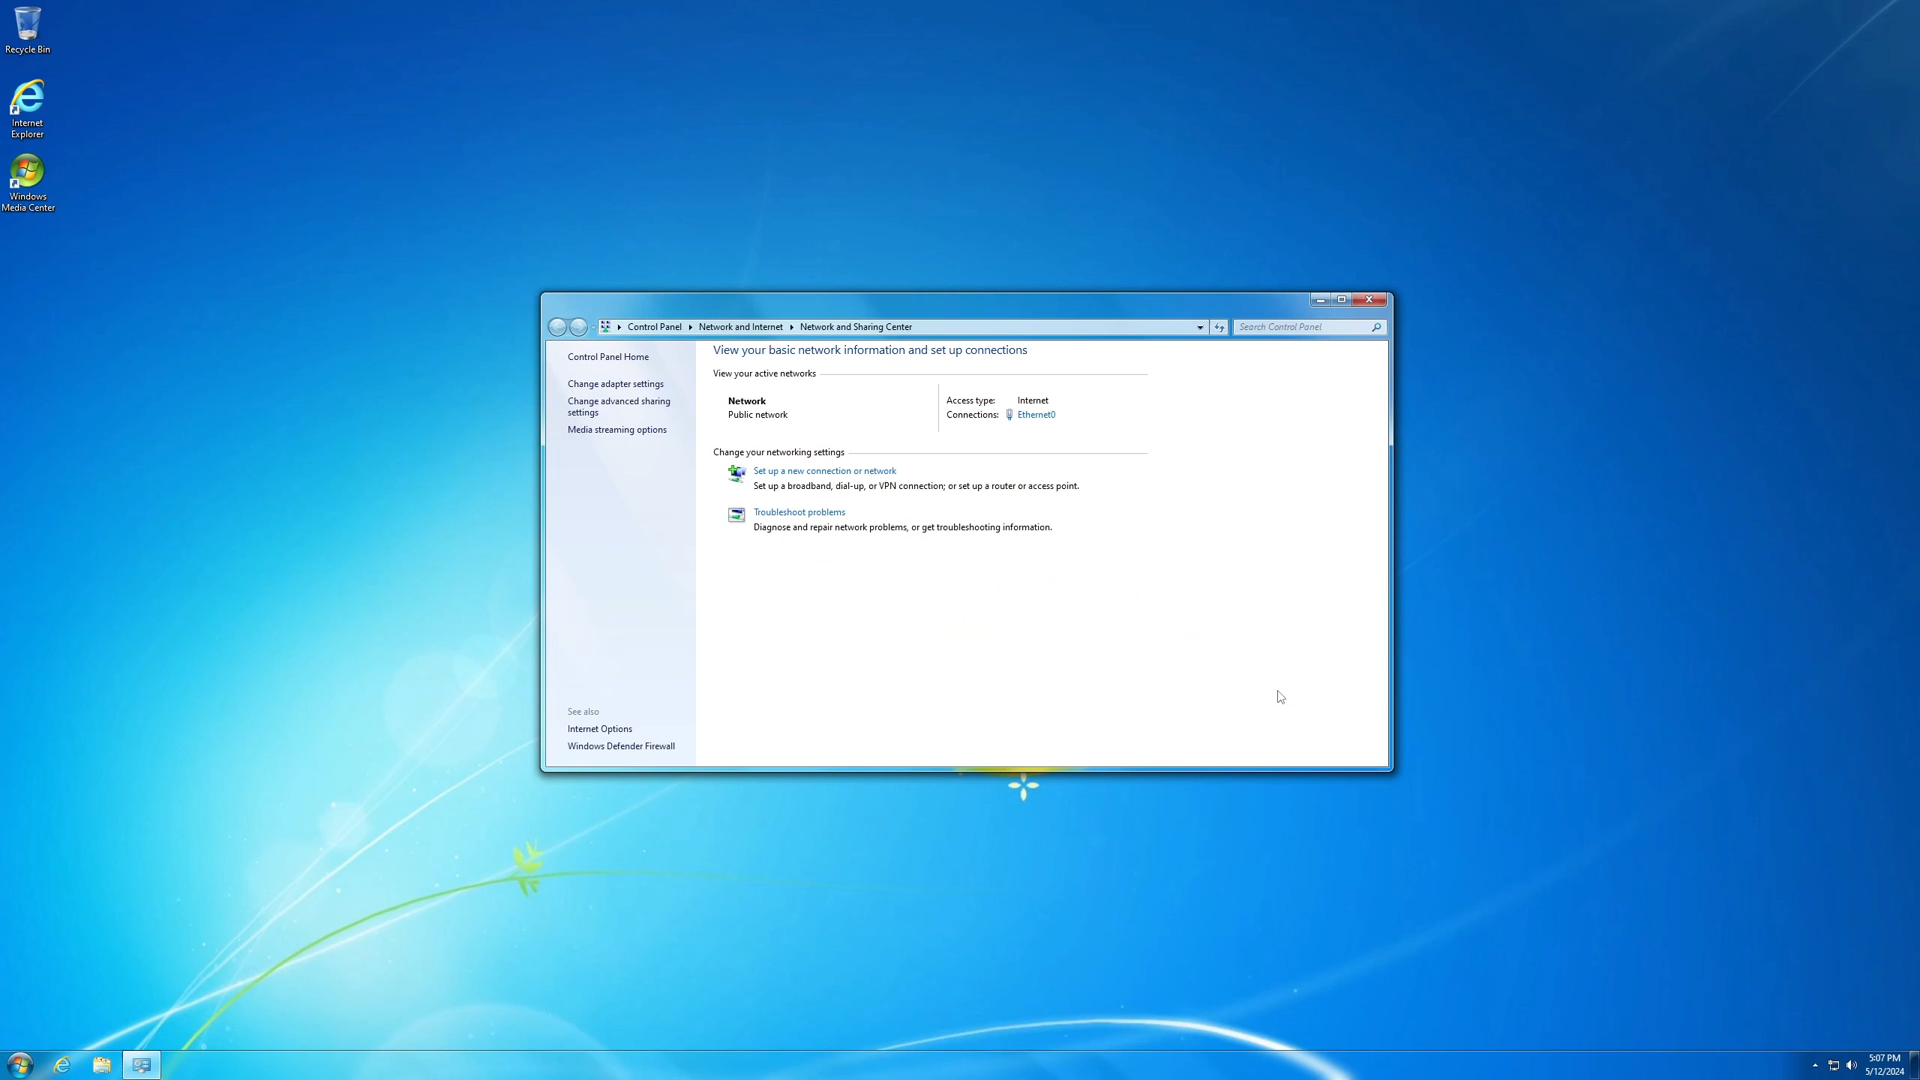 Recycle Bin
Internet
Explorer
Windows
Media Center
Control Panel
Network and Internet
Network and Sharing Center
Search Control Panel
Control Panel Home
Change adapter settings
Change advanced sharing
settings
Media streaming options
See also
Internet Options
Windows Defender Firewall
View your basic network information and set up connections
View your active networks
Network
Public network
Access type: Internet
Connections: Ethernet0
Change your networking settings
Set up a new connection or network
Set up a broadband, dial-up, or VPN connection; or set up a router or access point.
Troubleshoot problems
Diagnose and repair network problems, or get troubleshooting information.
5:07 PM
5/12/2024